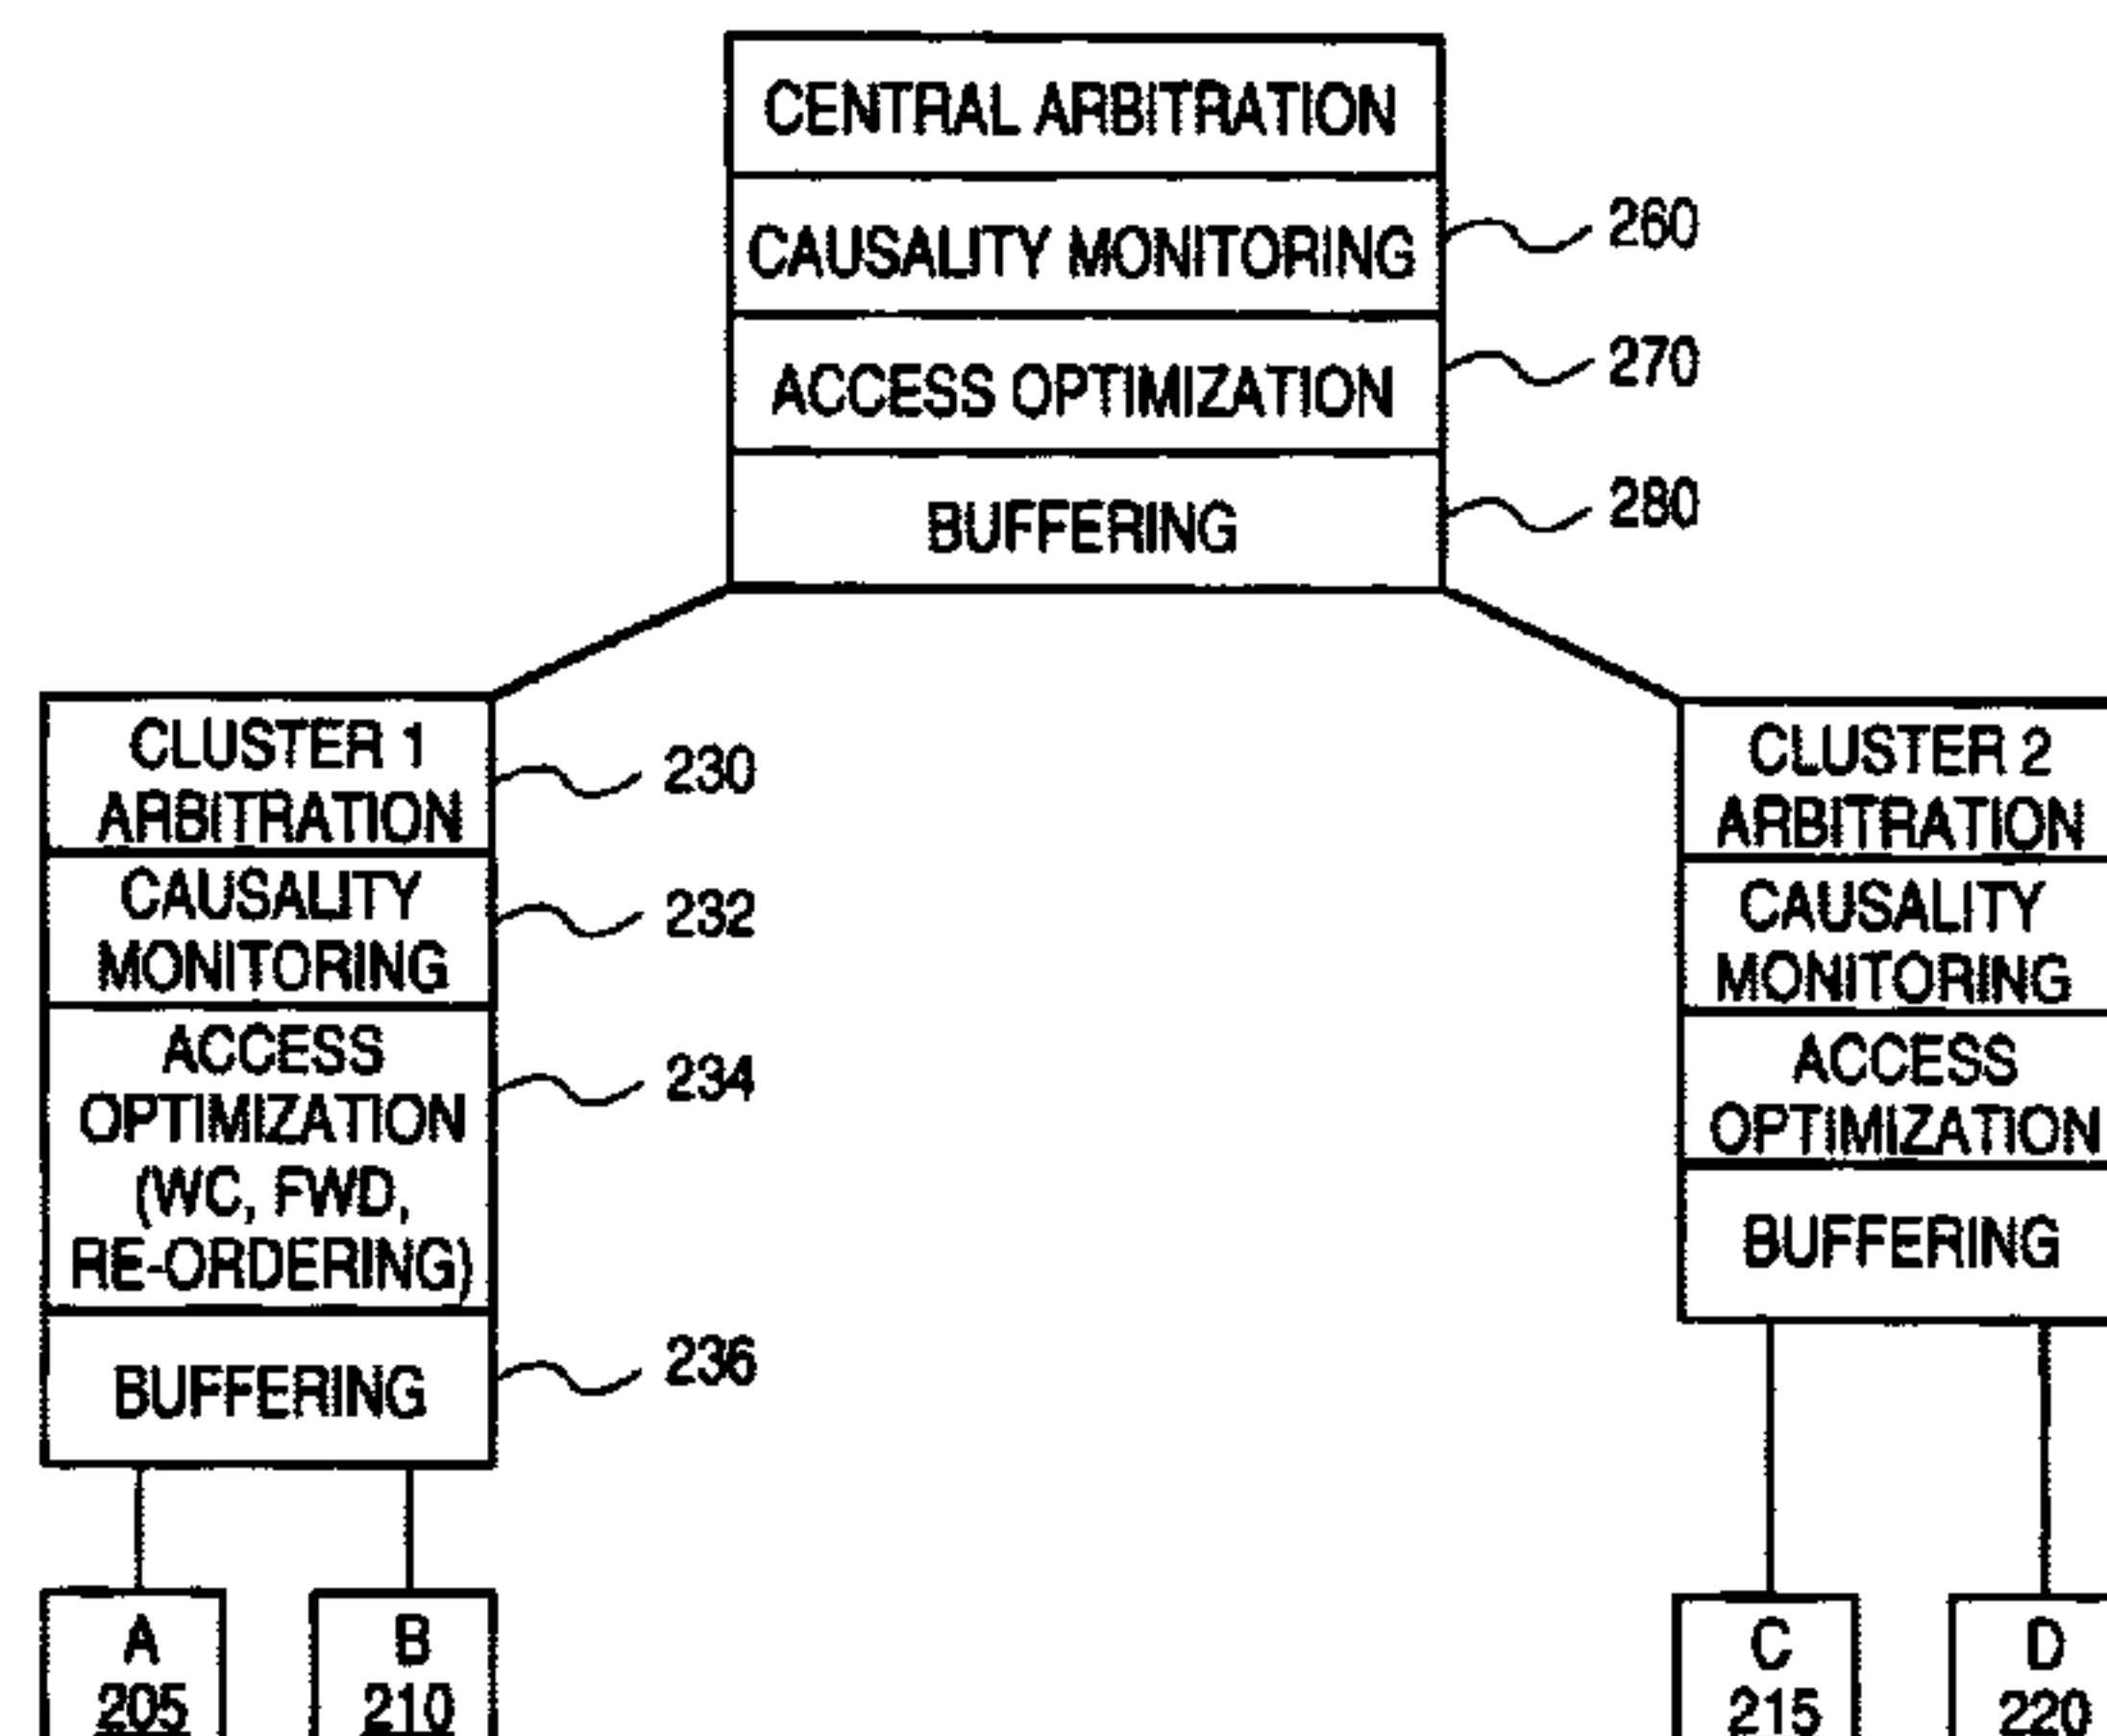 CENTRAL ARBITRATION
CAUSALITY MONITORING
260
ACCESS OPTIMIZATION
270
BUFFERING
280
CLUSTER 1
ARBITRATION
230
CAUSALITY
MONITORING
232
ACCESS
OPTIMIZATION
(WC, FWD,
RE-ORDERING)
234
BUFFERING
236
A
205
B
210
CLUSTER 2
ARBITRATION
CAUSALITY
MONITORING
ACCESS
OPTIMIZATION
BUFFERING
C
215
D
220